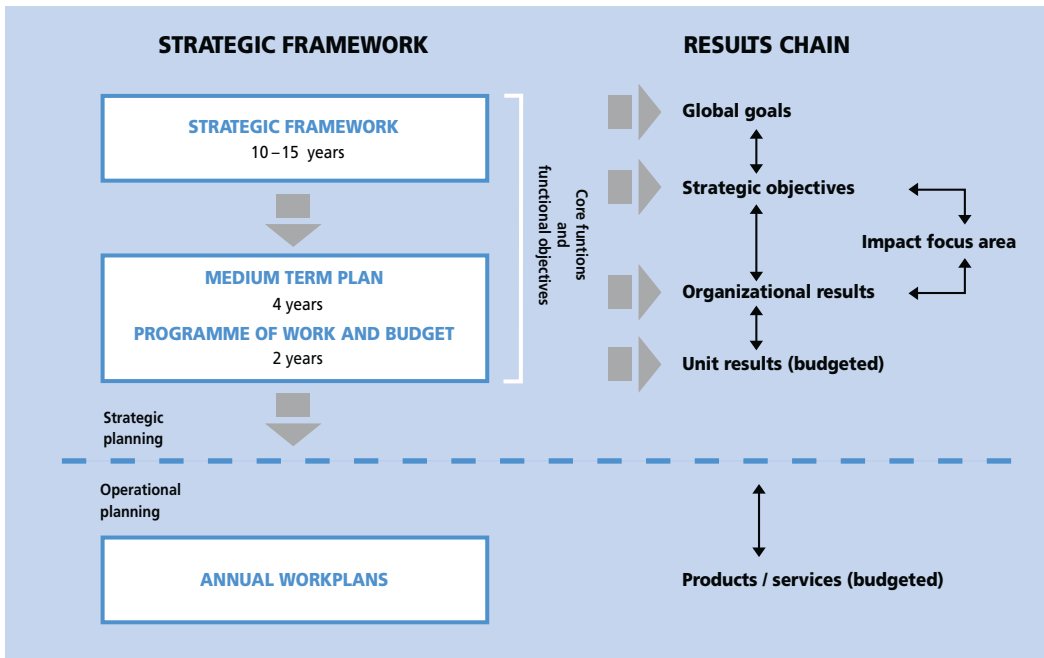 STRATEGIC FRAMEWORK
STRATEGIC FRAMEWORK
10–15 years
MEDIUM TERM PLAN
4 years
PROGRAMME OF WORK AND BUDGET
2 years
Strategic
planning
Operational
planning
ANNUAL WORKPLANS
Core funtions
and
functional objectives
RESULTS CHAIN
Global goals
Strategic objectives
Impact focus area
Organizational results
Unit results (budgeted)
Products / services (budgeted)